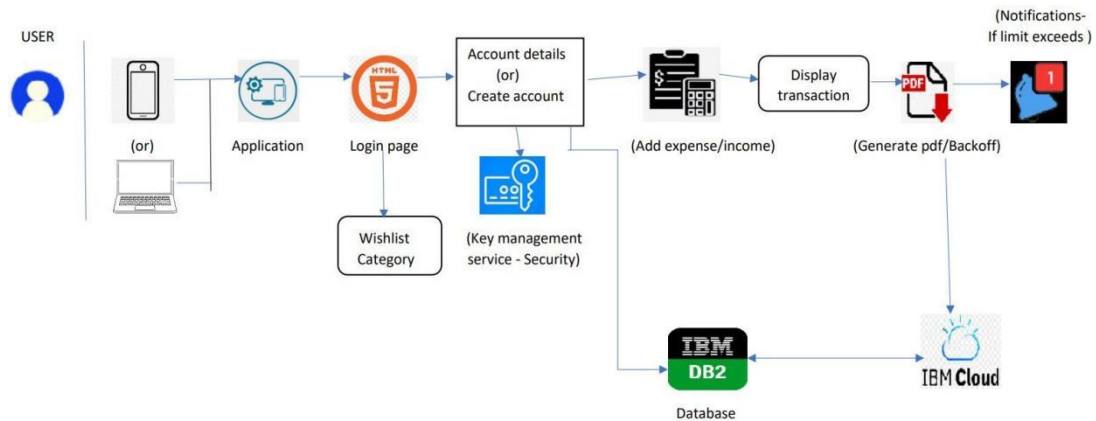 (Notifications-
If limit exceeds )
USER
Account details
(or)
Create account
HTML
5
$
Display
transaction
PDF
1
(or)
Application
Login page
(Add expense/income)
(Generate pdf/Backoff)
Wishlist
Category
(Key management
service - Security)
IBM
DB2
IBM Cloud
Database